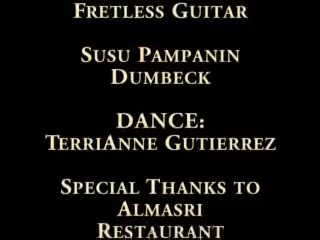 Fretless Guitar
Susu Pampanin
Dumbeck
DANCE:
TerriAnne Gutierrez
Special Thanks to
Almasri
Restaurant